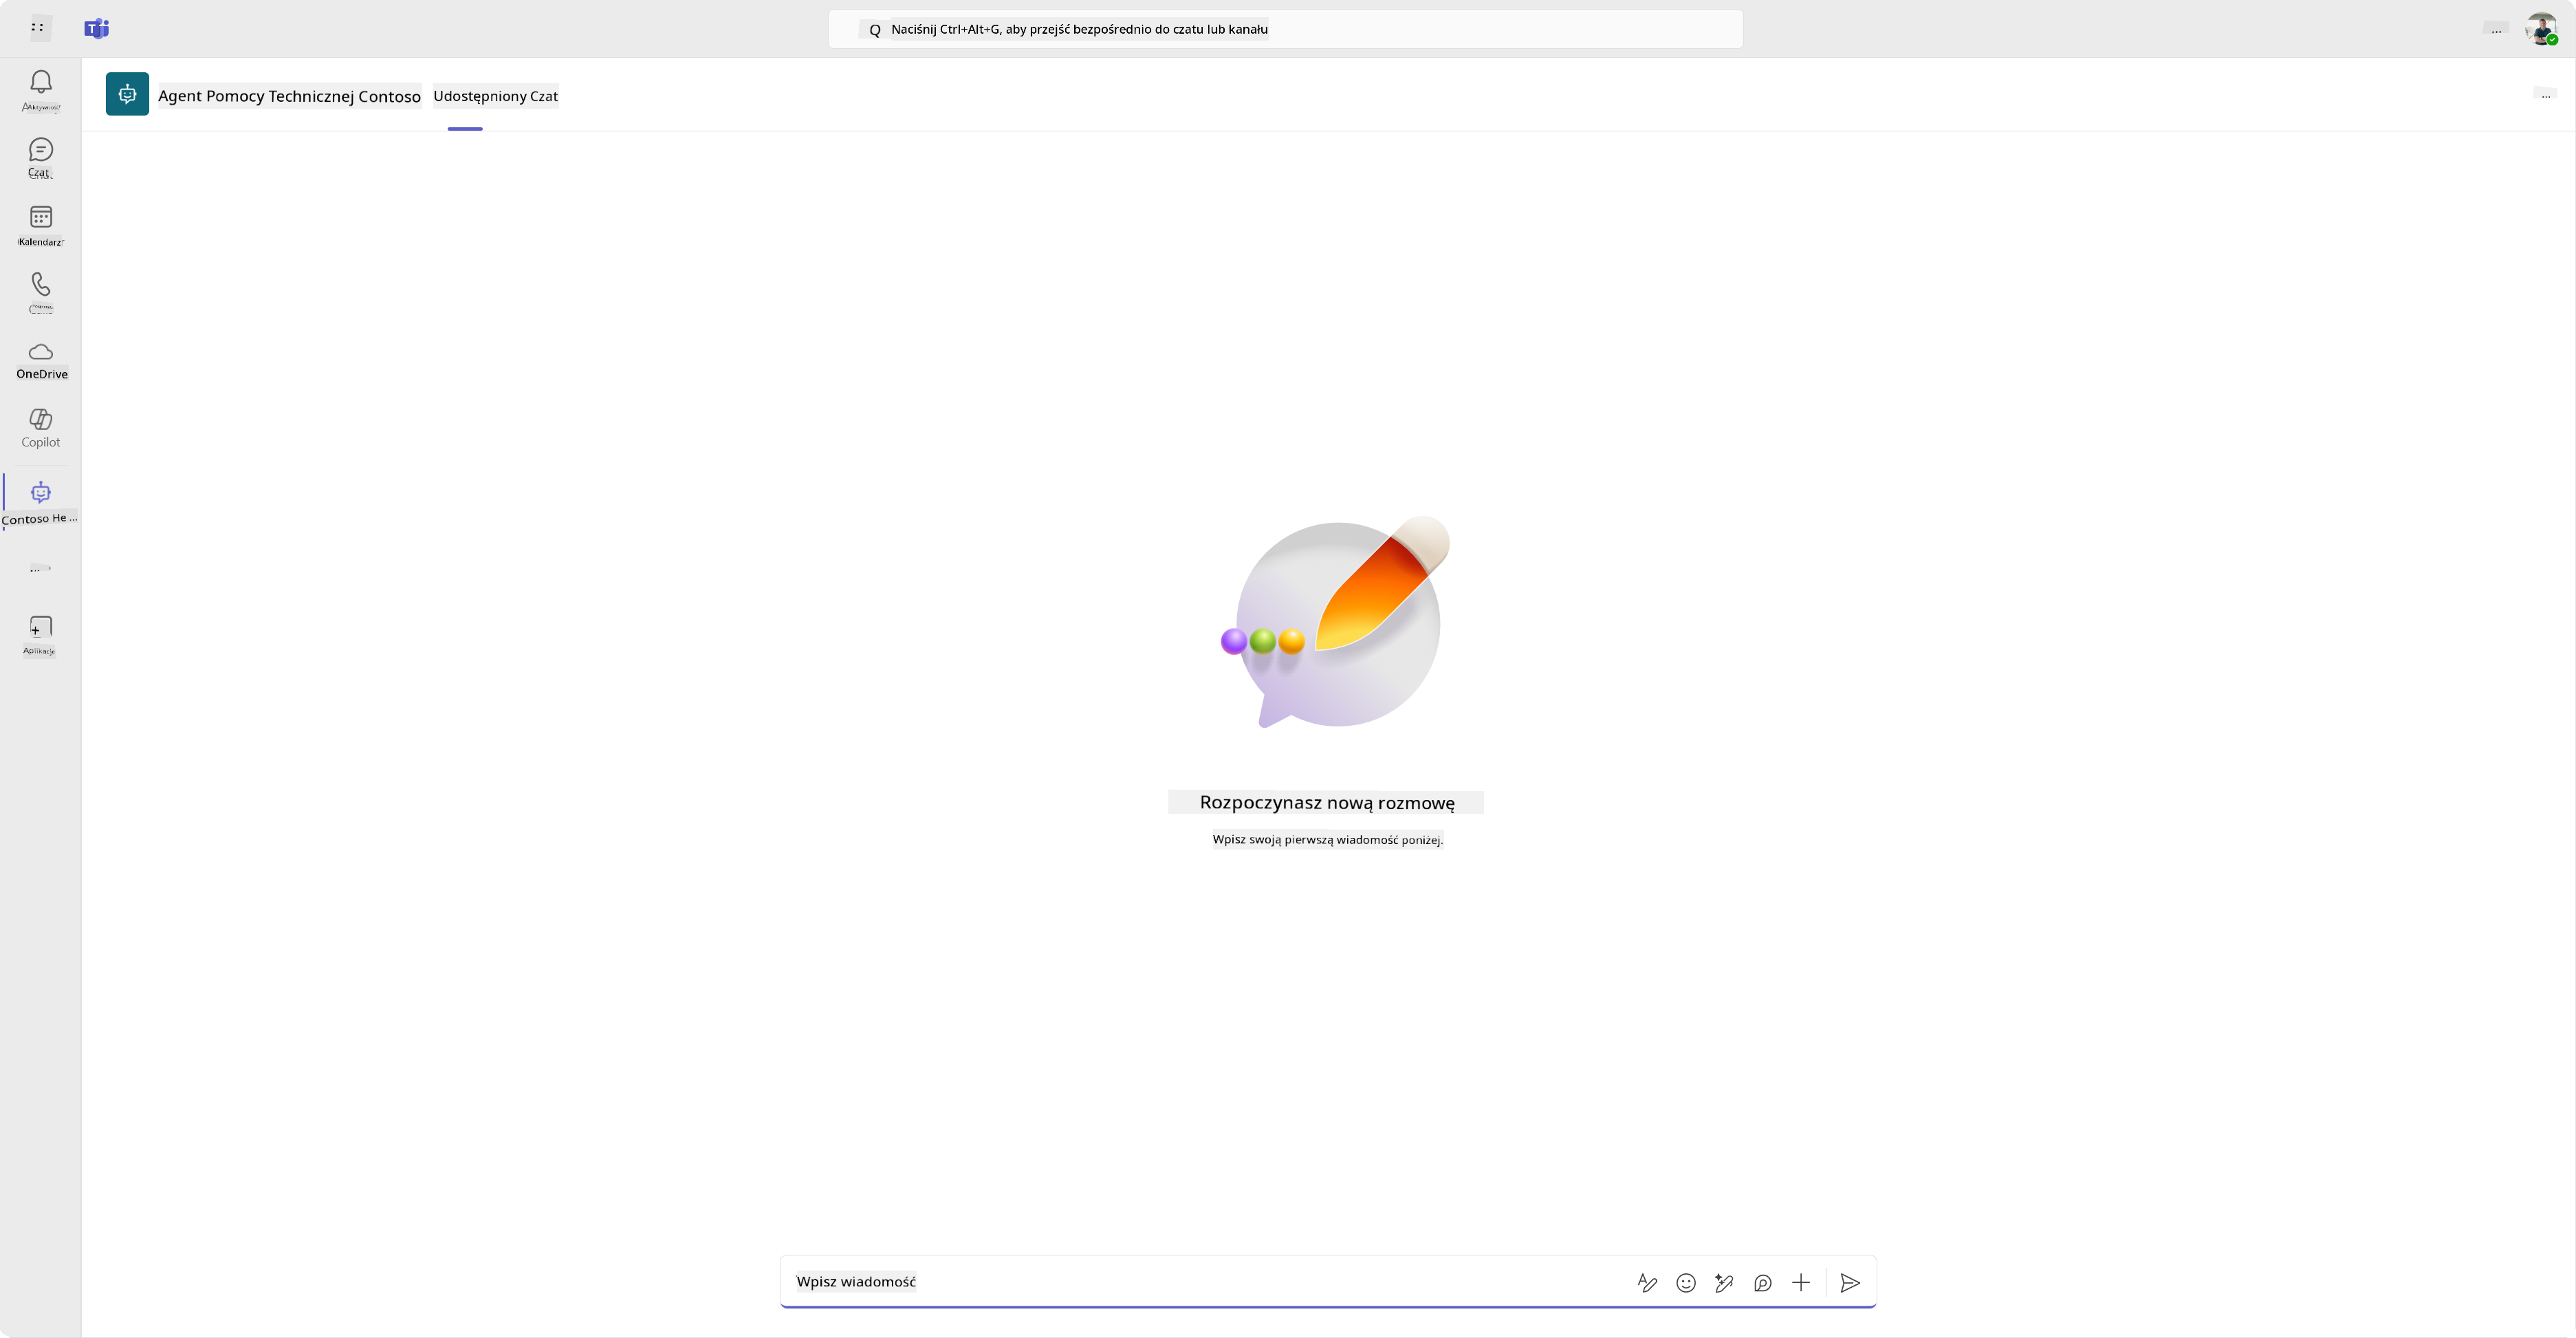 Naciśnij Ctrl+Alt+G, aby przejść bezpośrednio do czatu lub kanału
...
Agent Pomocy Technicznej Contoso Udostępniony Czat
...
Aktywność
Czat
Kalendarz
OneDrive
Copilot
Contoso He ...
...
Aplikacje
Rozpoczynasz nową rozmowę
Wpisz swoją pierwszą wiadomość poniżej.
Wpisz wiadomość